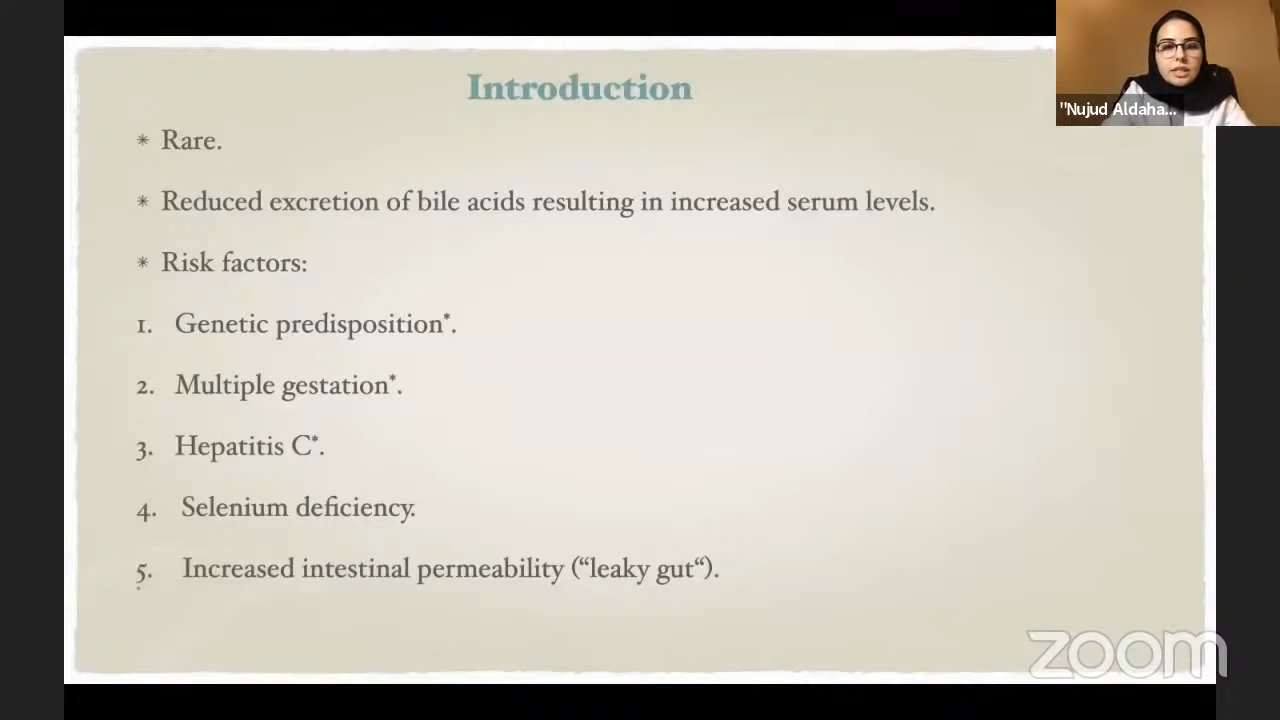 Introduction
"Nujud Aldaha...
* Rare.
* Reduced excretion of bile acids resulting in increased serum levels.
* Risk factors:
1. Genetic predisposition*.
2. Multiple gestation*.
3. Hepatitis C*.
4. Selenium deficiency.
5. Increased intestinal permeability (“leaky gut“).
zoom